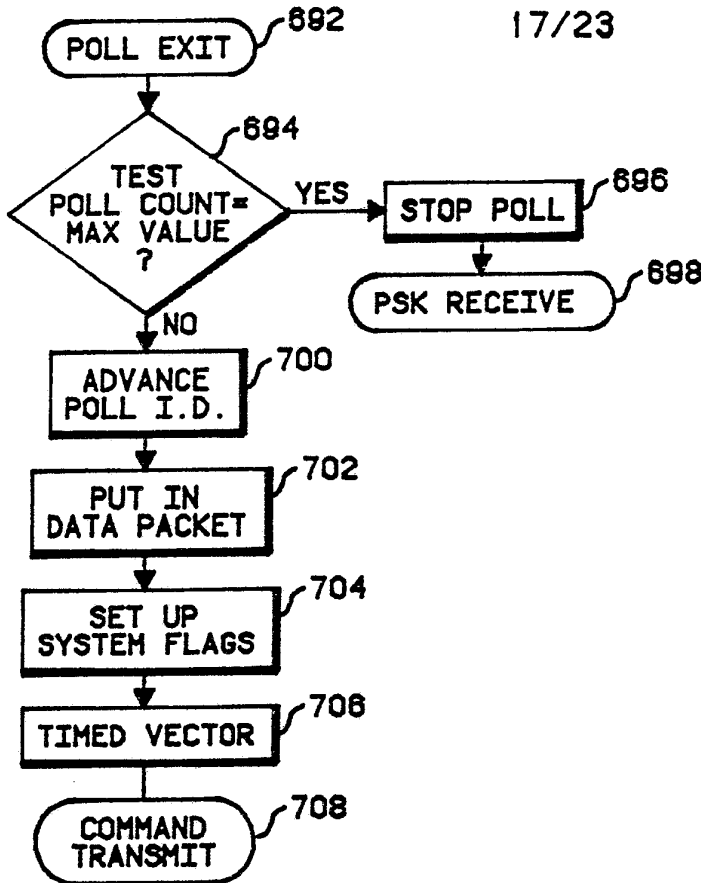 17/23
POLL EXIT
692
694
TEST
POLL COUNT=
MAX VALUE
?
YES
STOP POLL
696
PSK RECEIVE
698
NO
ADVANCE
POLL I.D.
700
PUT IN
DATA PACKET
702
SET UP
SYSTEM FLAGS
704
TIMED VECTOR
706
COMMAND
TRANSMIT
708